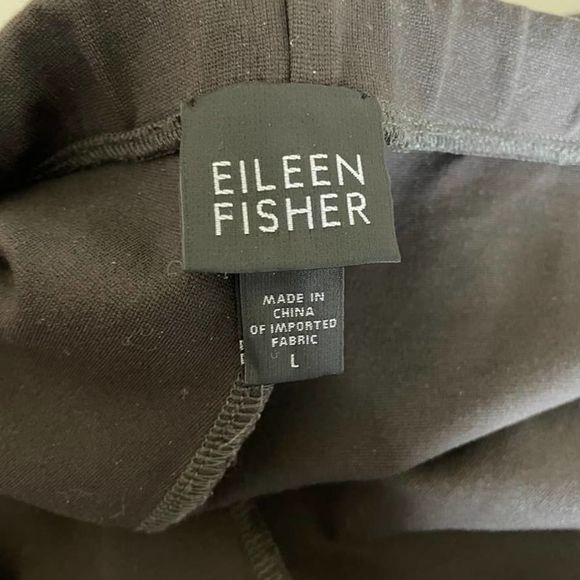 EILEEN
FISHER
MADE IN
CHINA
OF IMPORTED
FABRIC
L